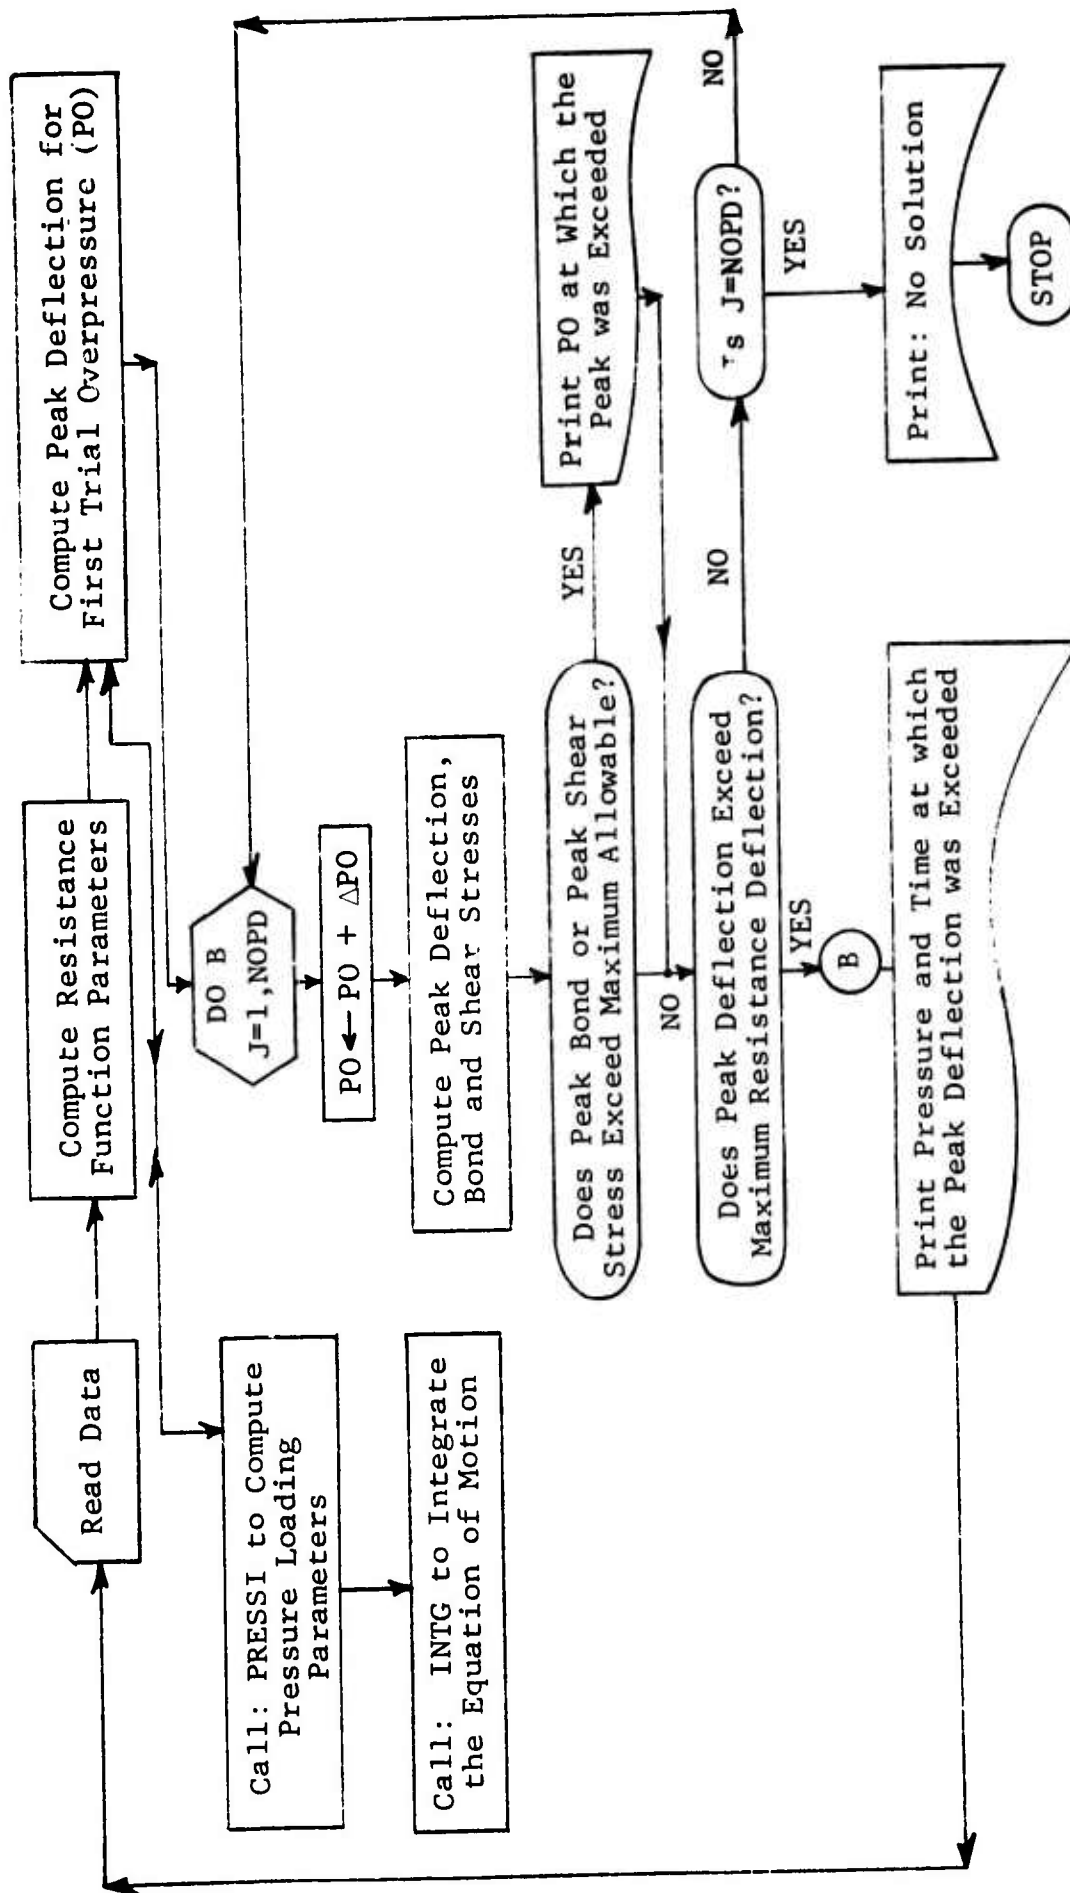 Read Data
Compute Resistance
Function Parameters
Compute Peak Deflection for
First Trial Overpressure (PO)
Call: PRESSI to Compute
Pressure Loading
Parameters
Call: INTG to Integrate
the Equation of Motion
DO B
J=1,NOPD
PO ← PO + ΔPO
Compute Peak Deflection,
Bond and Shear Stresses
Does Peak Bond or Peak Shear
Stress Exceed Maximum Allowable?
YES
Print PO at Which the
Peak was Exceeded
NO
Does Peak Deflection Exceed
Maximum Resistance Deflection?
NO
Is J=NOPD?
NO
YES
YES
B
Print: No Solution
STOP
Print Pressure and Time at which
the Peak Deflection was Exceeded